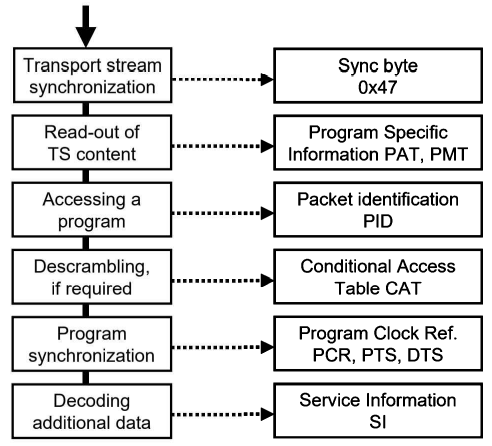 Transport stream
synchronization
Sync byte
0x47
Read-out of
TS content
Program Specific
Information PAT, PMT
Accessing a
program
Packet identification
PID
Descrambling,
if required
Conditional Access
Table CAT
Program
synchronization
Program Clock Ref.
PCR, PTS, DTS
Decoding
additional data
Service Information
SI